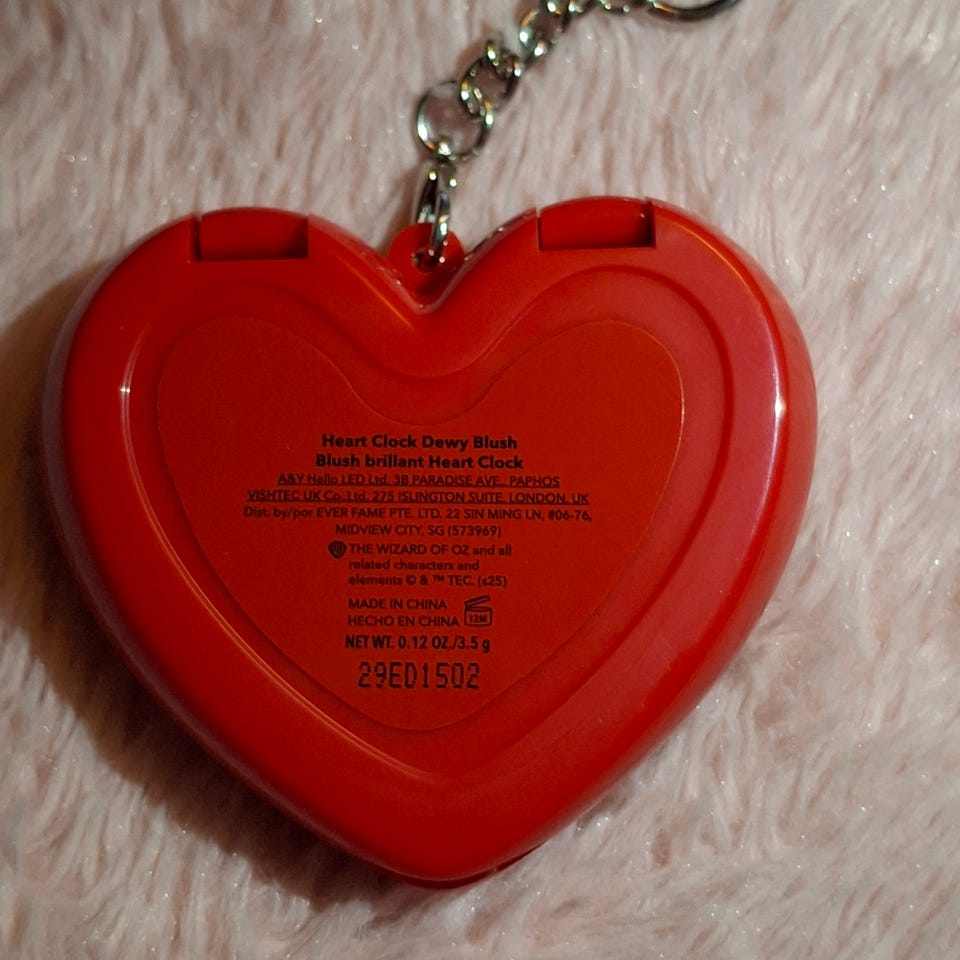 Heart Clock Dewy Blush
Blush brillant Heart Clock
A&Y Hello LED Ltd. 3B PARADISE AVE., PAPHOS
VISHTEC UK Co. Ltd. 275 ISLINGTON SUITE, LONDON, UK
Dist. by/por EVER FAME PTE. LTD. 22 SIN MING LN, #06-76,
MIDVIEW CITY, SG (573969)
THE WIZARD OF OZ and all
related characters and
elements © & ™ TEC. (s25)
MADE IN CHINA
HECHO EN CHINA 12M
NET WT. 0.12 OZ./3.5 g
29ED1502